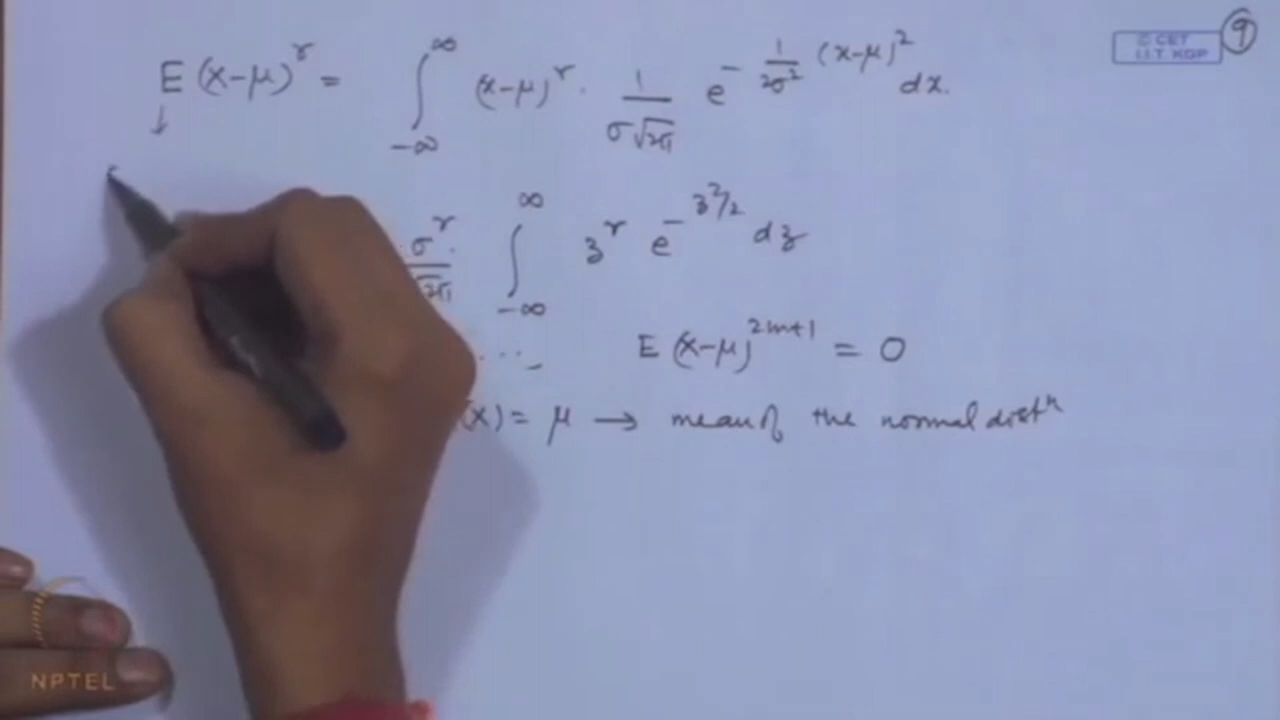 E (x-μ)^r = ∫_{-∞}^{∞} (x-μ)^r · 1/(σ√2π) e^{- 1/(2σ²) (x-μ)²} dx.
© CET
I.I.T. KGP
9
σ^r · /√2π ∫_{-∞}^{∞} z^r e^{-z²/2} dz
... E (x-μ)^{2m+1} = 0
(x) = μ → mean of the normal distn
NPTEL